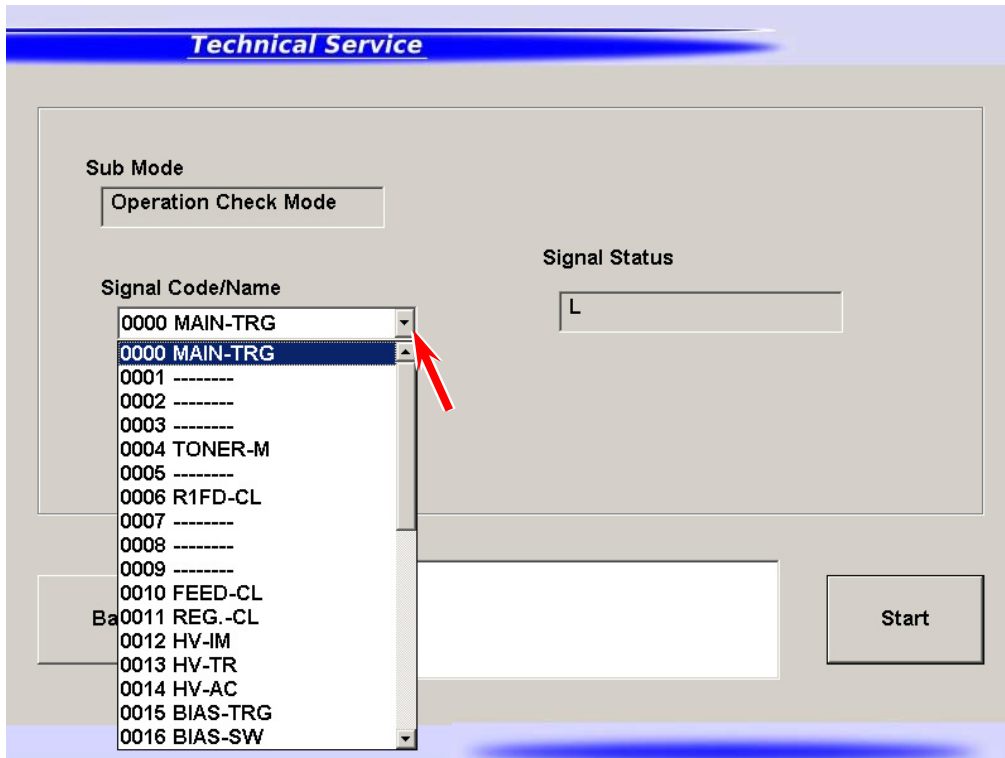 Technical Service
Sub Mode
Operation Check Mode
Signal Code/Name
0000 MAIN-TRG
Signal Status
L
0000 MAIN-TRG
0001 --------
0002 --------
0003 --------
0004 TONER-M
0005 --------
0006 R1FD-CL
0007 --------
0008 --------
0009 --------
0010 FEED-CL
0011 REG.-CL
0012 HV-IM
0013 HV-TR
0014 HV-AC
0015 BIAS-TRG
0016 BIAS-SW
Ba
Start